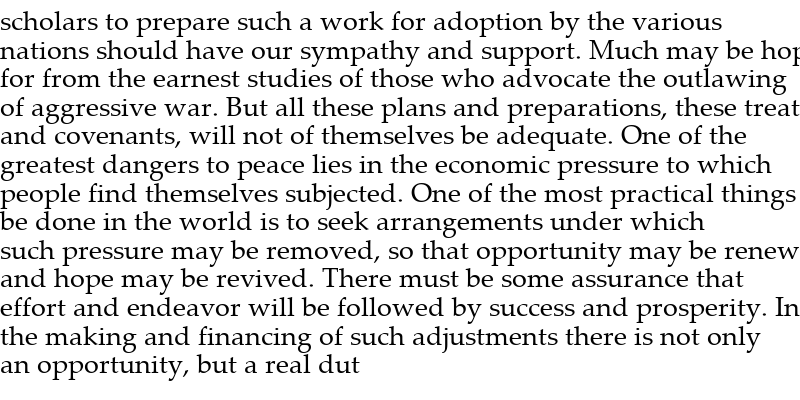 scholars to prepare such a work for adoption by the various
nations should have our sympathy and support. Much may be hop
for from the earnest studies of those who advocate the outlawing
of aggressive war. But all these plans and preparations, these treat
and covenants, will not of themselves be adequate. One of the
greatest dangers to peace lies in the economic pressure to which
people find themselves subjected. One of the most practical things
be done in the world is to seek arrangements under which
such pressure may be removed, so that opportunity may be renew
and hope may be revived. There must be some assurance that
effort and endeavor will be followed by success and prosperity. In
the making and financing of such adjustments there is not only
an opportunity, but a real dut